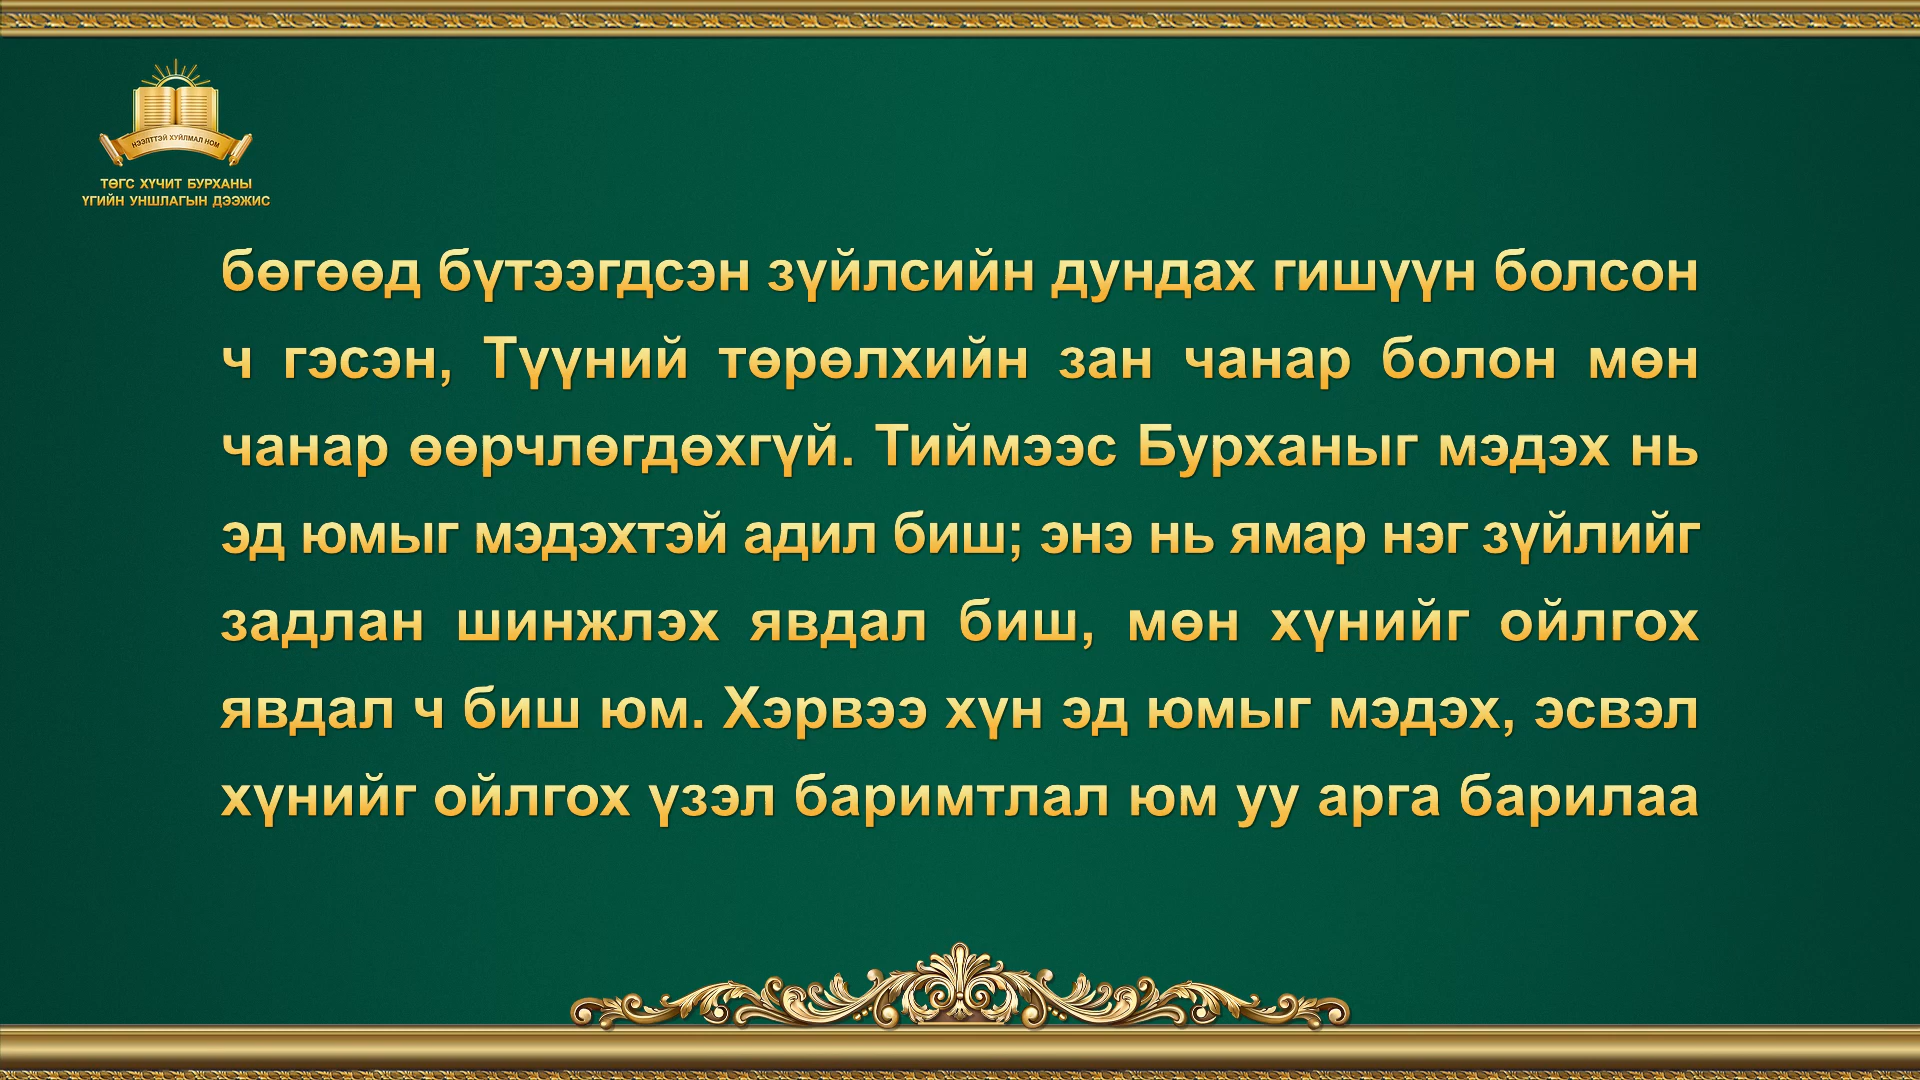 НЭЭЛТТЭЙ ХУЙЛМАЛ НОМ
ТӨГС ХҮЧИТ БУРХАНЫ
ҮГИЙН УНШЛАГЫН ДЭЭЖИС
бөгөөд бүтээгдсэн зүйлсийн дундах гишүүн болсон
ч гэсэн, Түүний төрөлхийн зан чанар болон мөн
чанар өөрчлөгдөхгүй. Тиймээс Бурханыг мэдэх нь
эд юмыг мэдэхтэй адил биш; энэ нь ямар нэг зүйлийг
задлан шинжлэх явдал биш, мөн хүнийг ойлгох
явдал ч биш юм. Хэрвээ хүн эд юмыг мэдэх, эсвэл
хүнийг ойлгох үзэл баримтлал юм уу арга барилаа